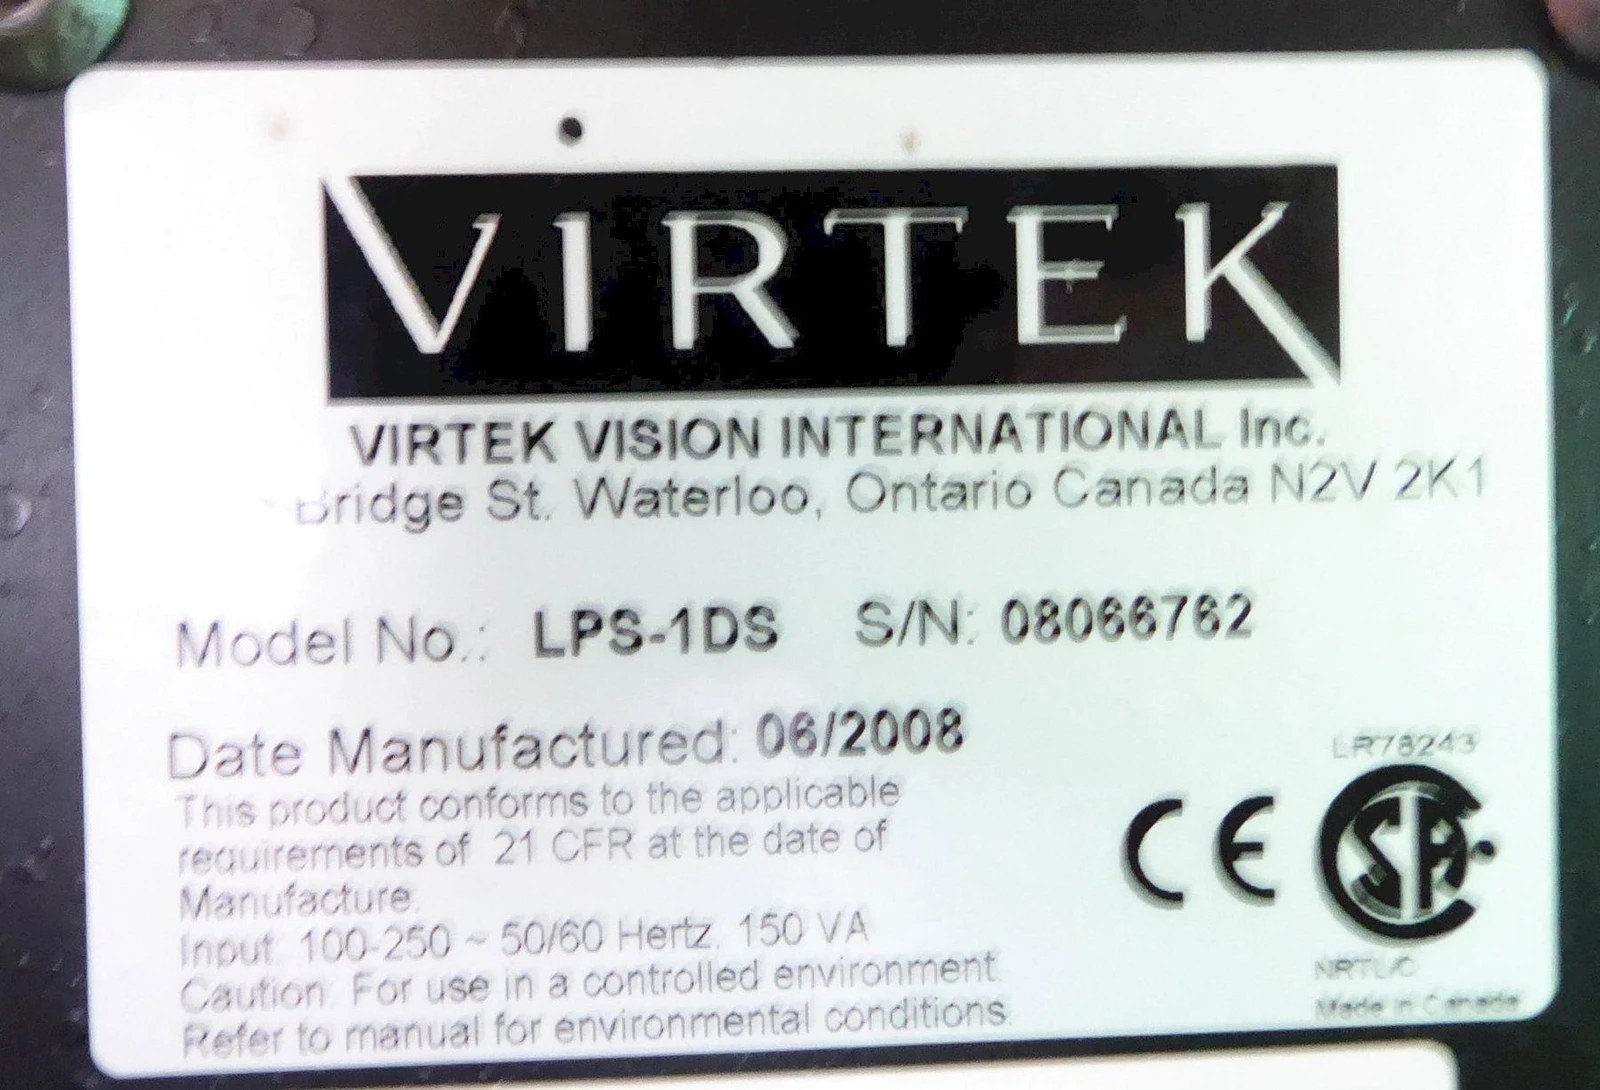 VIRTEK
VIRTEK VISION INTERNATIONAL Inc.
Bridge St. Waterloo, Ontario Canada N2V 2K1
Model No.: LPS-1DS S/N: 08066762
Date Manufactured: 06/2008
This product conforms to the applicable
requirements of 21 CFR at the date of
Manufacture.
Input: 100-250 ~ 50/60 Hertz, 150 VA
Caution: For use in a controlled environment.
Refer to manual for environmental conditions.
LR78243
CE SA
NRTL/C
Made in Canada